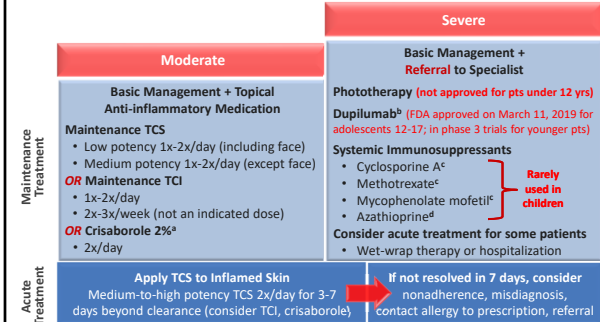 Severe
Moderate
Maintenance
Treatment
Basic Management + Topical
Anti-inflammatory Medication
Maintenance TCS
• Low potency 1x-2x/day (including face)
• Medium potency 1x-2x/day (except face)
OR Maintenance TCI
• 1x-2x/day
• 2x-3x/week (not an indicated dose)
OR Crisaborole 2%a
• 2x/day
Basic Management +
Referral to Specialist
Phototherapy (not approved for pts under 12 yrs)
Dupilumabb (FDA approved on March 11, 2019 for
adolescents 12-17; in phase 3 trials for younger pts)
Systemic Immunosuppressants
• Cyclosporine Ac
• Methotrexatec
• Mycophenolate mofetilc
• Azathioprined
Rarely
used in
children
Consider acute treatment for some patients
• Wet-wrap therapy or hospitalization
Acute
Treatment
Apply TCS to Inflamed Skin
Medium-to-high potency TCS 2x/day for 3-7
days beyond clearance (consider TCI, crisaborole)
If not resolved in 7 days, consider
nonadherence, misdiagnosis,
contact allergy to prescription, referral